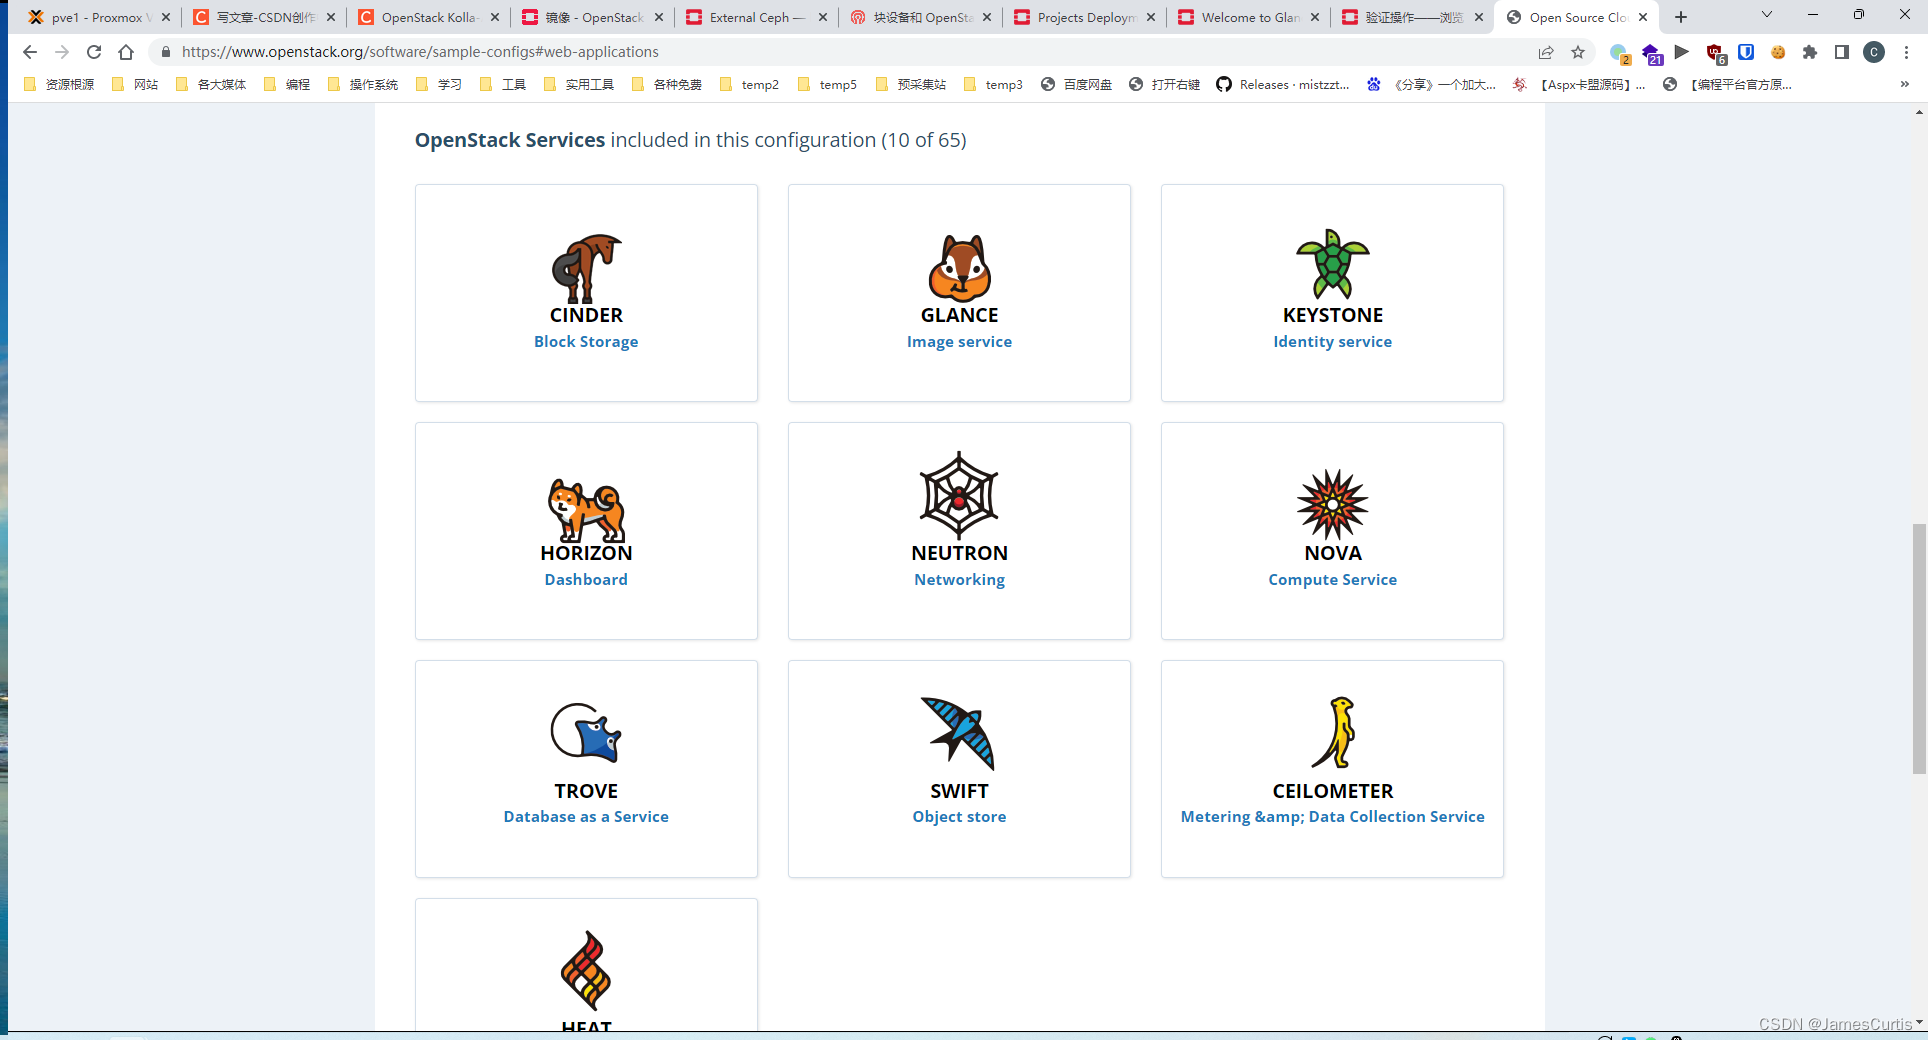 pve1 - Proxmox V
写文章-CSDN创作
OpenStack Kolla-
镜像 - OpenStack
External Ceph —
块设备和 OpenSta
Projects Deploym
Welcome to Glan
验证操作——浏览
Open Source Clo
https://www.openstack.org/software/sample-configs#web-applications
2
21
6
C
资源根源
网站
各大媒体
编程
操作系统
学习
工具
实用工具
各种免费
temp2
temp5
预采集站
temp3
百度网盘
打开右键
Releases · mistzzt...
《分享》一个加大...
【Aspx卡盟源码】...
【编程平台官方原...
»
OpenStack Services included in this configuration (10 of 65)
CINDER
Block Storage
GLANCE
Image service
KEYSTONE
Identity service
HORIZON
Dashboard
NEUTRON
Networking
NOVA
Compute Service
TROVE
Database as a Service
SWIFT
Object store
CEILOMETER
Metering &amp; Data Collection Service
HEAT
CSDN @JamesCurtis